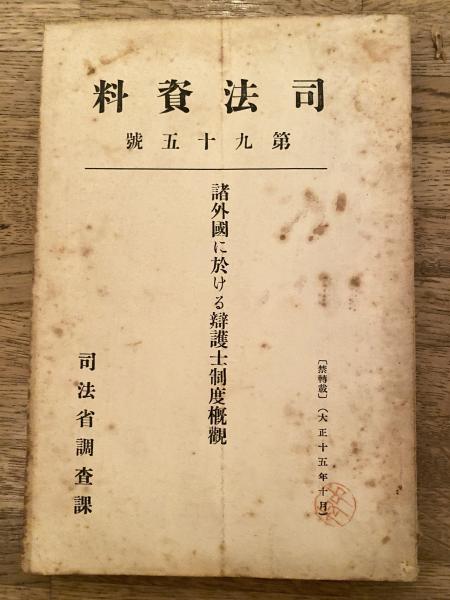 司法資料
第九十五號
諸外國に於ける辯護士制度槪觀
〔禁轉載〕（大正十五年十月）
司法省調査課